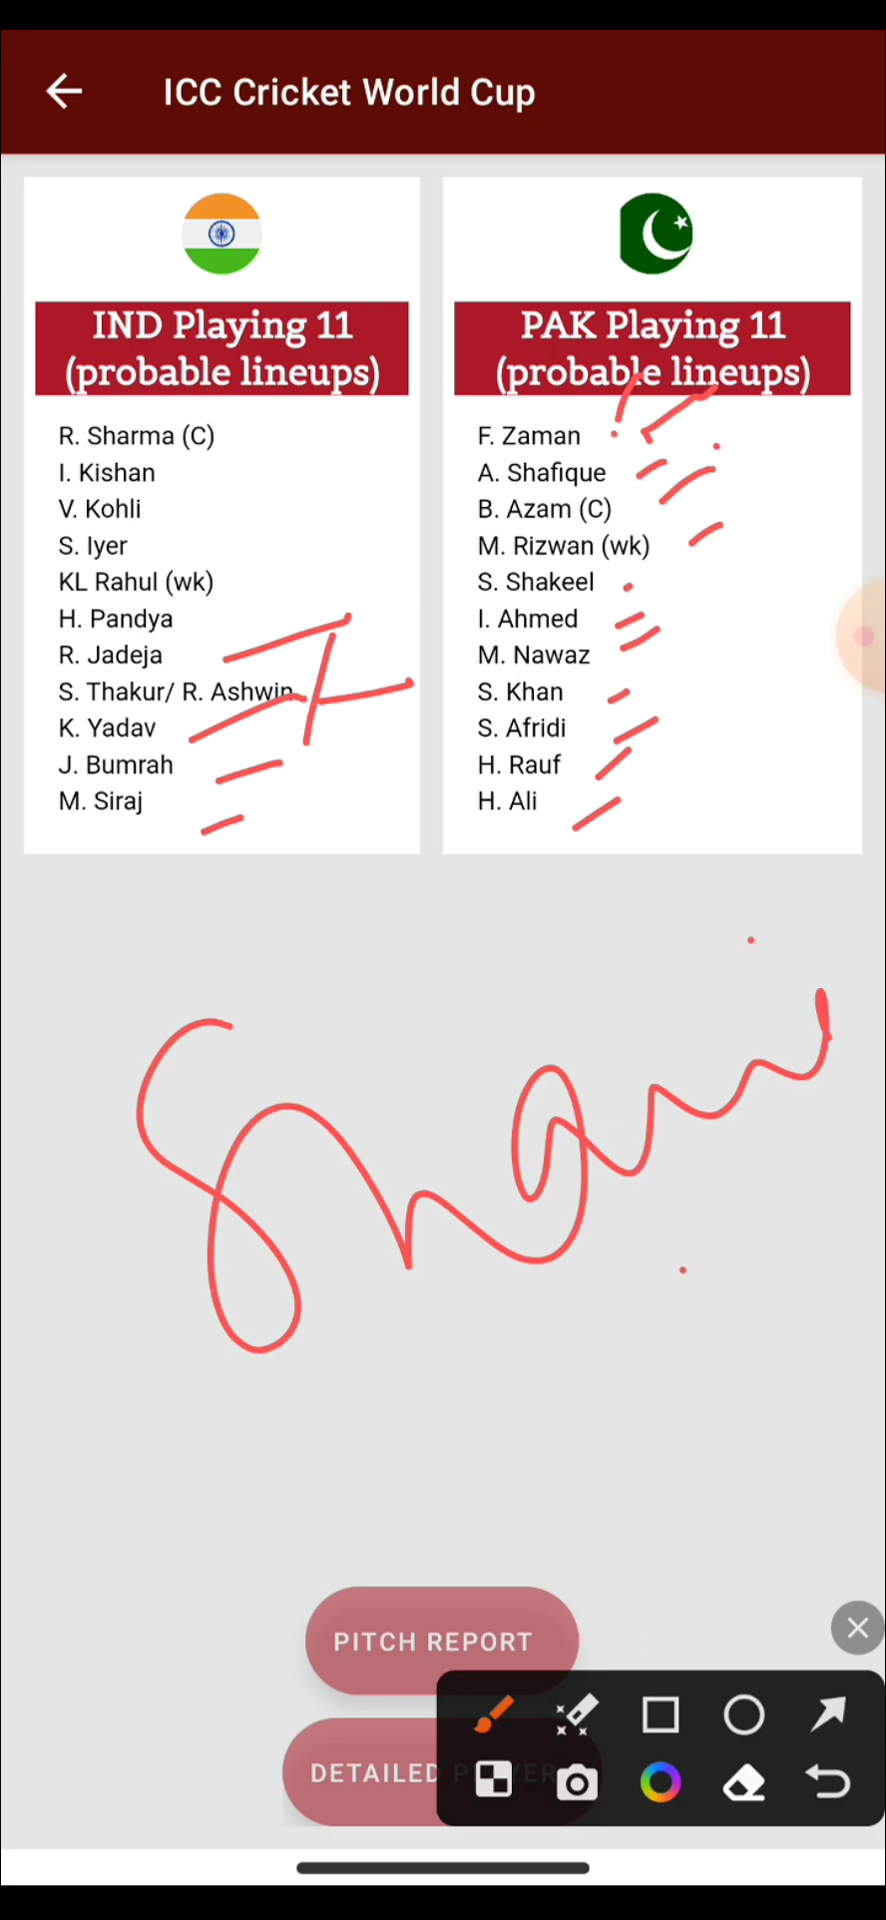 ICC Cricket World Cup
IND Playing 11
(probable lineups)
R. Sharma (C)
I. Kishan
V. Kohli
S. Iyer
KL Rahul (wk)
H. Pandya
R. Jadeja
S. Thakur/ R. Ashwin
K. Yadav
J. Bumrah
M. Siraj
PAK Playing 11
(probable lineups)
F. Zaman
A. Shafique
B. Azam (C)
M. Rizwan (wk)
S. Shakeel
I. Ahmed
M. Nawaz
S. Khan
S. Afridi
H. Rauf
H. Ali
PITCH REPORT
DETAILED